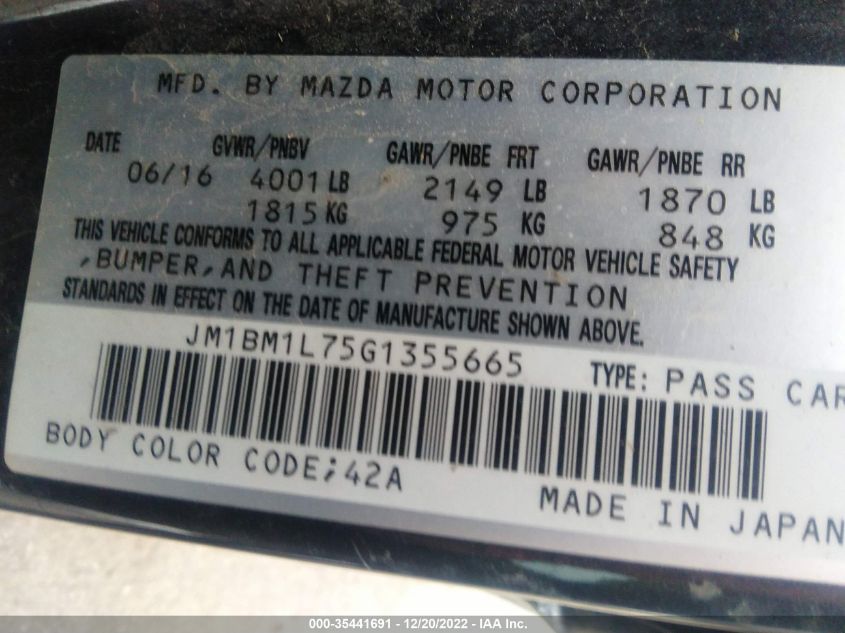 MFD. BY MAZDA MOTOR CORPORATION
DATE GVWR/PNBV GAWR/PNBE FRT GAWR/PNBE RR
06/16 4001 LB 2149 LB 1870 LB
1815 KG 975 KG 848 KG
THIS VEHICLE CONFORMS TO ALL APPLICABLE FEDERAL MOTOR VEHICLE SAFETY
,BUMPER,AND THEFT PREVENTION
STANDARDS IN EFFECT ON THE DATE OF MANUFACTURE SHOWN ABOVE.
JM1BM1L75G1355665 TYPE: PASS CAR
BODY COLOR CODE;42A MADE IN JAPAN
000-35441691 - 12/20/2022 - IAA Inc.